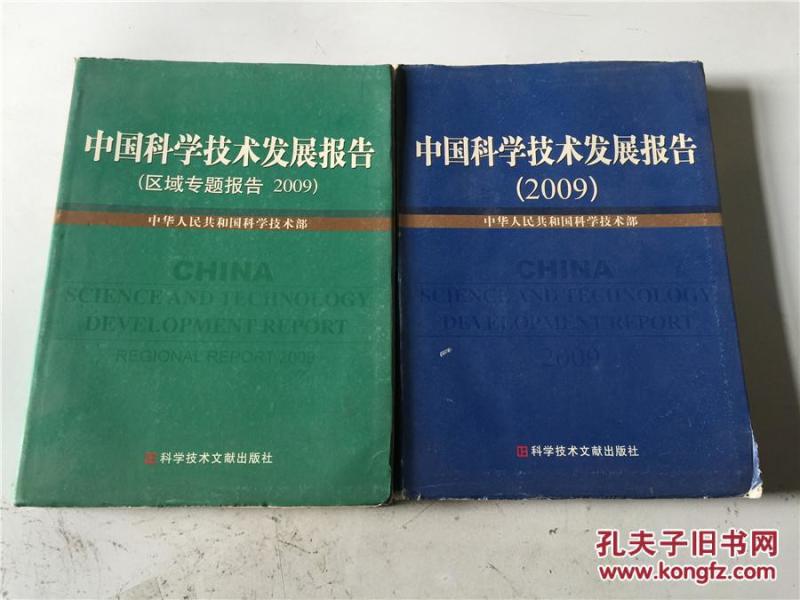 中国科学技术发展报告
(区域专题报告 2009)
中华人民共和国科学技术部
CHINA
SCIENCE AND TECHNOLOGY
DEVELOPMENT REPORT
REGIONAL REPORT 2009
科学技术文献出版社
中国科学技术发展报告
(2009)
中华人民共和国科学技术部
CHINA
SCIENCE AND TECHNOLOGY
DEVELOPMENT REPORT
2009
科学技术文献出版社
孔夫子旧书网
www.kongfz.com